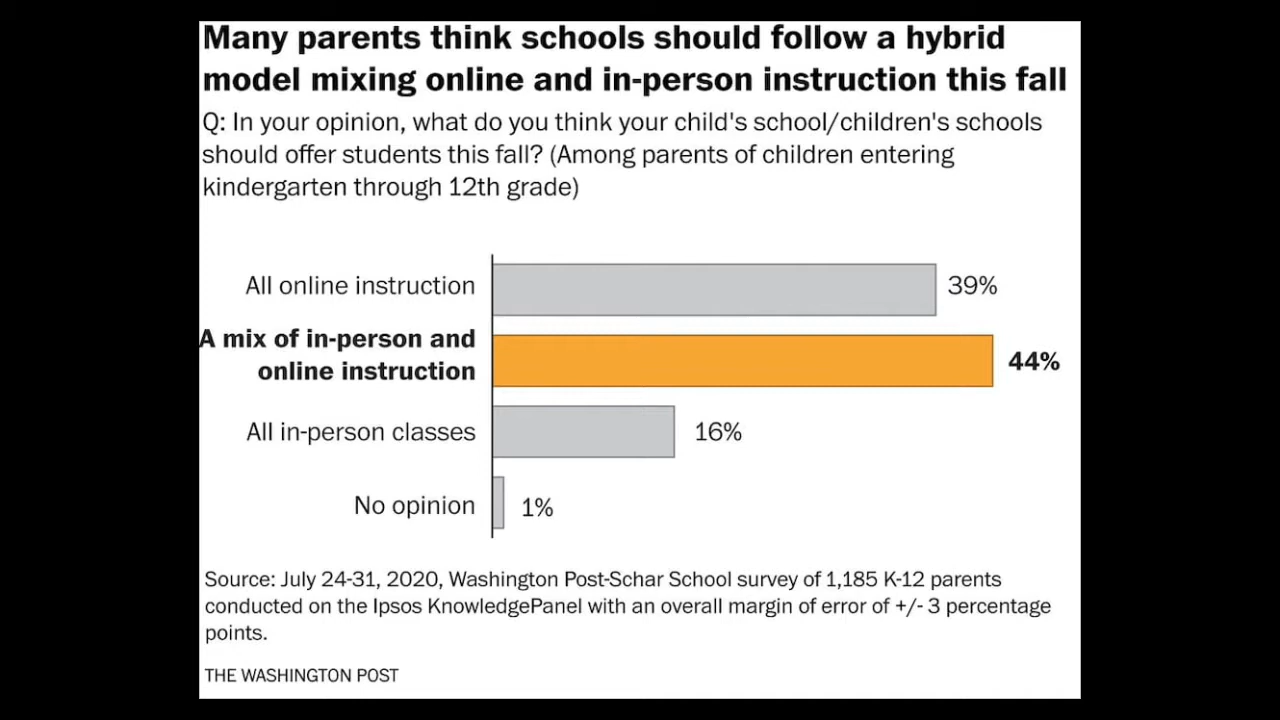 Many parents think schools should follow a hybrid
model mixing online and in-person instruction this fall
Q: In your opinion, what do you think your child's school/children's schools
should offer students this fall? (Among parents of children entering
kindergarten through 12th grade)
All online instruction
39%
A mix of in-person and
online instruction
44%
All in-person classes
16%
No opinion
1%
Source: July 24-31, 2020, Washington Post-Schar School survey of 1,185 K-12 parents
conducted on the Ipsos KnowledgePanel with an overall margin of error of +/- 3 percentage
points.
THE WASHINGTON POST